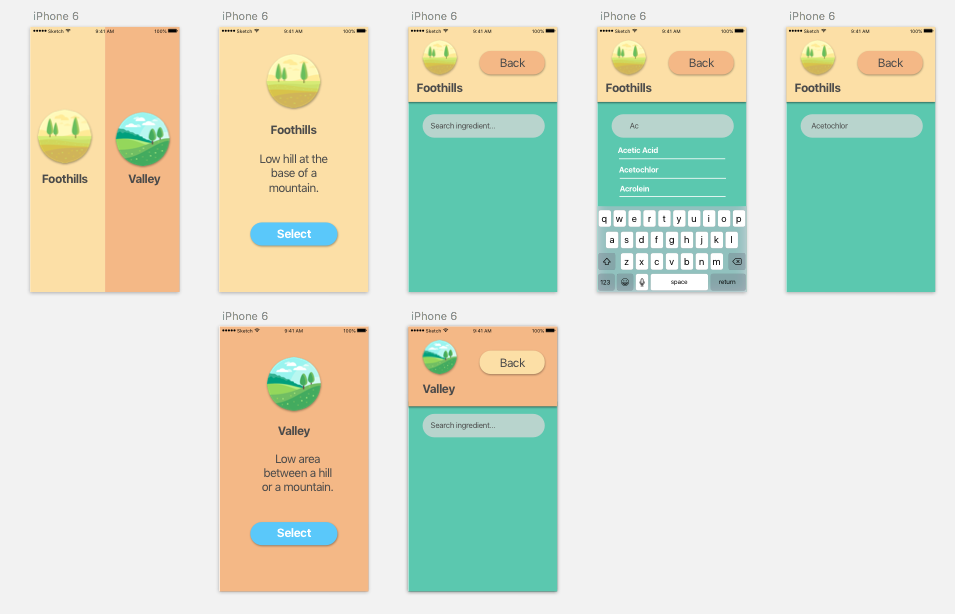 iPhone 6
Sketch 9:41 AM 100%
Foothills
Valley
iPhone 6
Sketch 9:41 AM 100%
Foothills
Low hill at the
base of a
mountain.
Select
iPhone 6
Sketch 9:41 AM 100%
Back
Foothills
Search ingredient...
iPhone 6
Sketch 9:41 AM 100%
Back
Foothills
Ac
Acetic Acid
Acetochlor
Acrolein
q w e r t y u i o p
a s d f g h j k l
z x c v b n m
123 space return
iPhone 6
Sketch 9:41 AM 100%
Back
Foothills
Acetochlor
iPhone 6
Sketch 9:41 AM 100%
Valley
Low area
between a hill
or a mountain.
Select
iPhone 6
Sketch 9:41 AM 100%
Back
Valley
Search ingredient...